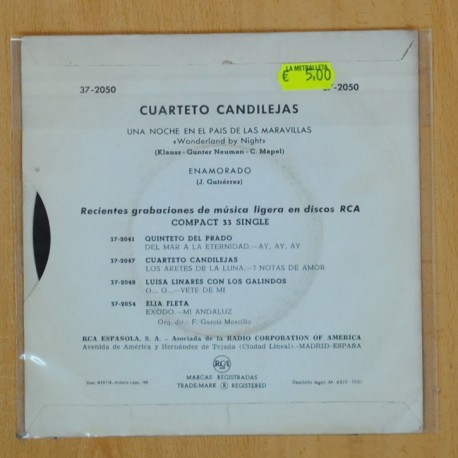 LA METRALLETA
€ 5,00
37-2050
37-2050
CUARTETO CANDILEJAS
UNA NOCHE EN EL PAIS DE LAS MARAVILLAS
«Wonderland by Night»
(Klauss - Gunter Neuman - C. Mapel)
ENAMORADO
(J. Gutiérrez)
Recientes grabaciones de música ligera en discos RCA
COMPACT 33 SINGLE
37-2041 QUINTETO DEL PRADO
DEL MAR A LA ETERNIDAD.—AY, AY, AY
37-2047 CUARTETO CANDILEJAS
LOS ARETES DE LA LUNA.—3 NOTAS DE AMOR
37-2048 LUISA LINARES CON LOS GALINDOS
O... O...—VETE DE MI
37-2054 ELIA FLETA
EXODO.—MI ANDALUZ
Orq. dir.: F. García Morcillo
RCA ESPAÑOLA, S. A. - Asociada de la RADIO CORPORATION OF AMERICA
Avenida de América y Hernández de Tejada (Ciudad Lineal).-MADRID-ESPAÑA
RCA
MARCAS REGISTRADAS
TRADE-MARK ® REGISTERED
Depósito legal: M.